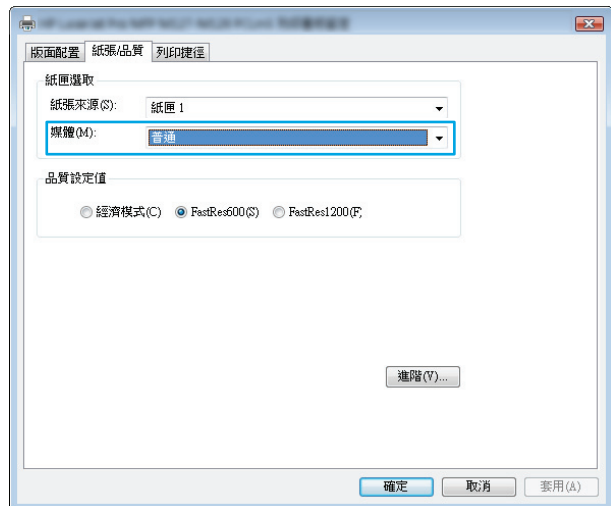 版面配置 紙張/品質 列印捷徑
紙匣選取
紙張來源(S): 紙匣 1
媒體(M): 普通
品質設定值
經濟模式(C) FastRes600(S) FastRes1200(F;
進階(V)...
確定 取消 套用(A)